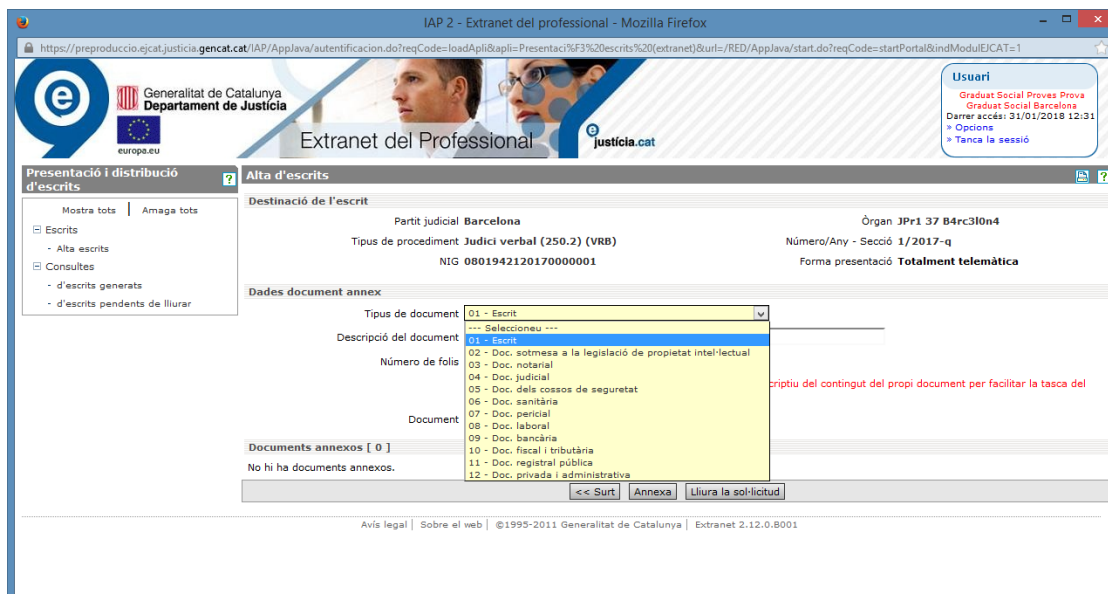 IAP 2 - Extranet del professional - Mozilla Firefox
https://preproduccio.ejcat.justicia.gencat.cat/IAP/AppJava/autentificacion.do?reqCode=loadApli&apli=Presentaci%F3%20escrits%20(extranet)&url=/RED/AppJava/start.do?reqCode=startPortal&indModulEJCAT=1
e
Generalitat de Catalunya
Departament de Justícia
europa.eu
Extranet del Professional
e justícia.cat
Usuari
Graduat Social Proves Prova
Graduat Social Barcelona
Darrer accés: 31/01/2018 12:31
» Opcions
» Tanca la sessió
Presentació i distribució d'escrits
?
Mostra tots | Amaga tots
Escrits
- Alta escrits
Consultes
- d'escrits generats
- d'escrits pendents de lliurar
Alta d'escrits
?
Destinació de l'escrit
Partit judicial Barcelona Òrgan JPr1 37 B4rc3l0n4
Tipus de procediment Judici verbal (250.2) (VRB) Número/Any - Secció 1/2017-q
NIG 0801942120170000001 Forma presentació Totalment telemàtica
Dades document annex
Tipus de document 01 - Escrit
Descripció del document
Número de folis
--- Seleccioneu ---
01 - Escrit
02 - Doc. sotmesa a la legislació de propietat intel·lectual
03 - Doc. notarial
04 - Doc. judicial
05 - Doc. dels cossos de seguretat
06 - Doc. sanitària
07 - Doc. pericial
08 - Doc. laboral
09 - Doc. bancària
10 - Doc. fiscal i tributària
11 - Doc. registral pública
12 - Doc. privada i administrativa
criptiu del contingut del propi document per facilitar la tasca del
Document
Documents annexos [ 0 ]
No hi ha documents annexos.
<< Surt Annexa Lliura la sol·licitud
Avís legal | Sobre el web | ©1995-2011 Generalitat de Catalunya | Extranet 2.12.0.B001